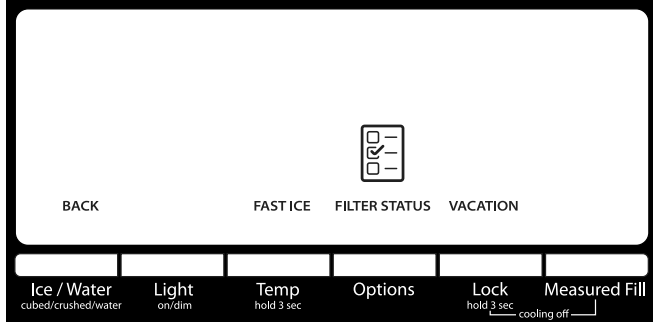 BACK FAST ICE FILTER STATUS VACATION
Ice / Water Light Temp Options Lock Measured Fill
cubed/crushed/water on/dim hold 3 sec hold 3 sec
cooling off